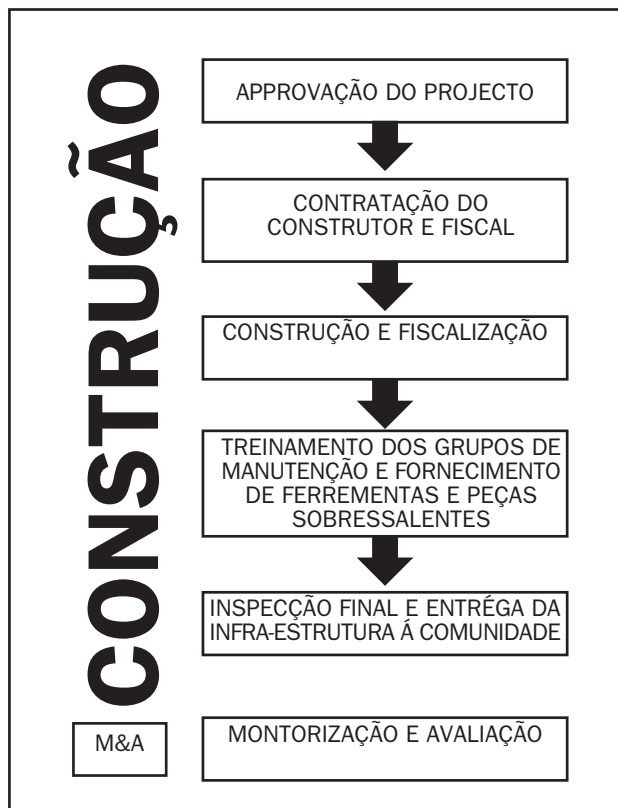 CONSTRUÇÃO
APPROVAÇÃO DO PROJECTO
CONTRATAÇÃO DO
CONSTRUTOR E FISCAL
CONSTRUÇÃO E FISCALIZAÇÃO
TREINAMENTO DOS GRUPOS DE
MANUTENÇÃO E FORNECIMENTO
DE FERREMENTAS E PEÇAS
SOBRESSALENTES
INSPECÇÃO FINAL E ENTRÉGA DA
INFRA-ESTRUTURA Á COMUNIDADE
M&A
MONTORIZAÇÃO E AVALIAÇÃO